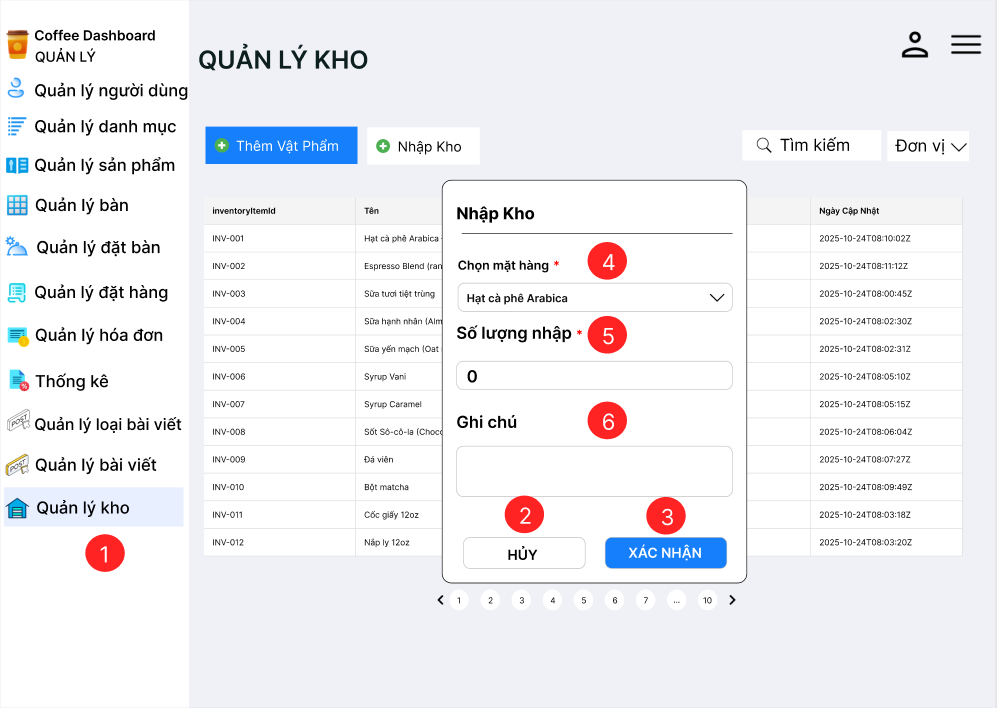 Coffee Dashboard
QUẢN LÝ
Quản lý người dùng
Quản lý danh mục
Quản lý sản phẩm
Quản lý bàn
Quản lý đặt bàn
Quản lý đặt hàng
Quản lý hóa đơn
Thống kê
Quản lý loại bài viết
Quản lý bài viết
Quản lý kho
1
QUẢN LÝ KHO
Thêm Vật Phẩm
Nhập Kho
Tìm kiếm
Đơn vị
inventoryItemId Tên Ngày Cập Nhật
INV-001 Hạt cà phê Arabica 2025-10-24T08:10:02Z
INV-002 Espresso Blend (ran 2025-10-24T08:11:12Z
INV-003 Sữa tươi tiệt trùng 2025-10-24T08:00:45Z
INV-004 Sữa hạnh nhân (Alm 2025-10-24T08:02:30Z
INV-005 Sữa yến mạch (Oat 2025-10-24T08:02:31Z
INV-006 Syrup Vani 2025-10-24T08:05:10Z
INV-007 Syrup Caramel 2025-10-24T08:05:15Z
INV-008 Sốt Sô-cô-la (Choco 2025-10-24T08:06:04Z
INV-009 Đá viên 2025-10-24T08:07:27Z
INV-010 Bột matcha 2025-10-24T08:09:49Z
INV-011 Cốc giấy 12oz 2025-10-24T08:03:18Z
INV-012 Nắp ly 12oz 2025-10-24T08:03:20Z
Nhập Kho
Chọn mặt hàng *
4
Hạt cà phê Arabica
Số lượng nhập *
5
0
Ghi chú
6
2
3
HỦY
XÁC NHẬN
1 2 3 4 5 6 7 ... 10